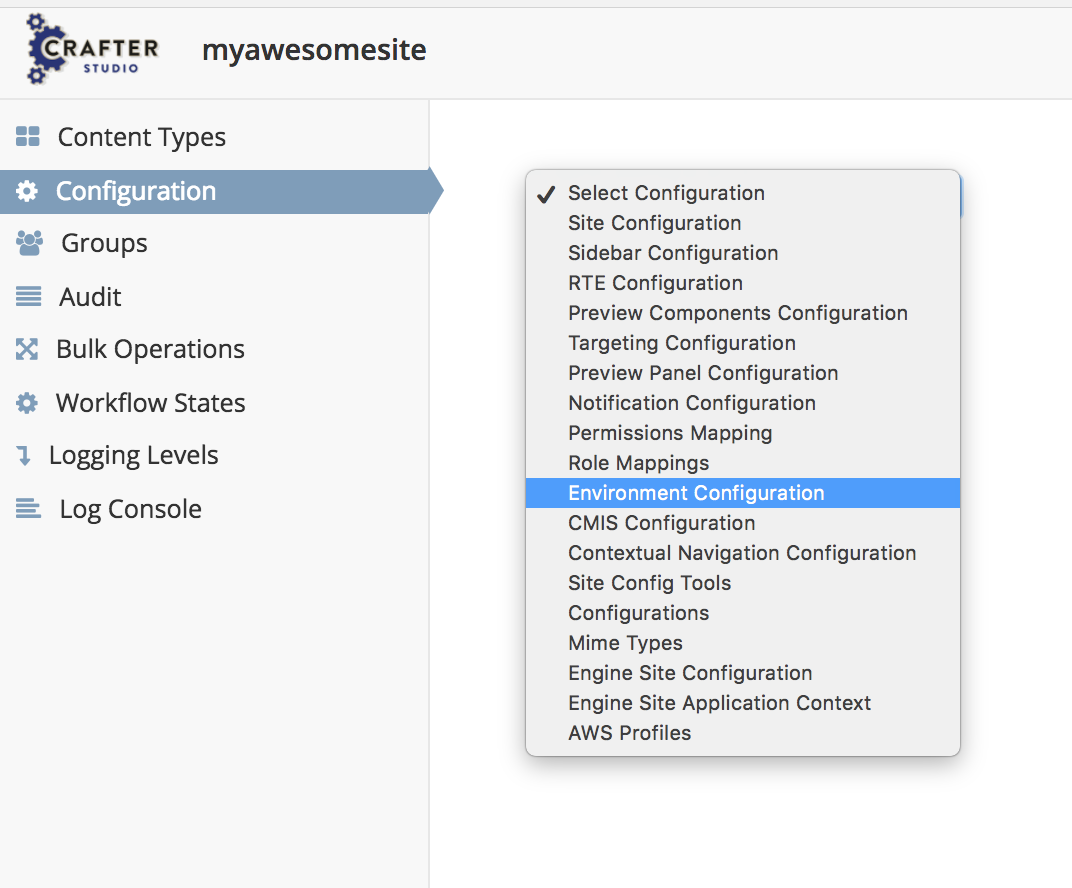 CRAFTER
STUDIO
myawesomesite
Content Types
Configuration
Groups
Audit
Bulk Operations
Workflow States
Logging Levels
Log Console
Select Configuration
Site Configuration
Sidebar Configuration
RTE Configuration
Preview Components Configuration
Targeting Configuration
Preview Panel Configuration
Notification Configuration
Permissions Mapping
Role Mappings
Environment Configuration
CMIS Configuration
Contextual Navigation Configuration
Site Config Tools
Configurations
Mime Types
Engine Site Configuration
Engine Site Application Context
AWS Profiles